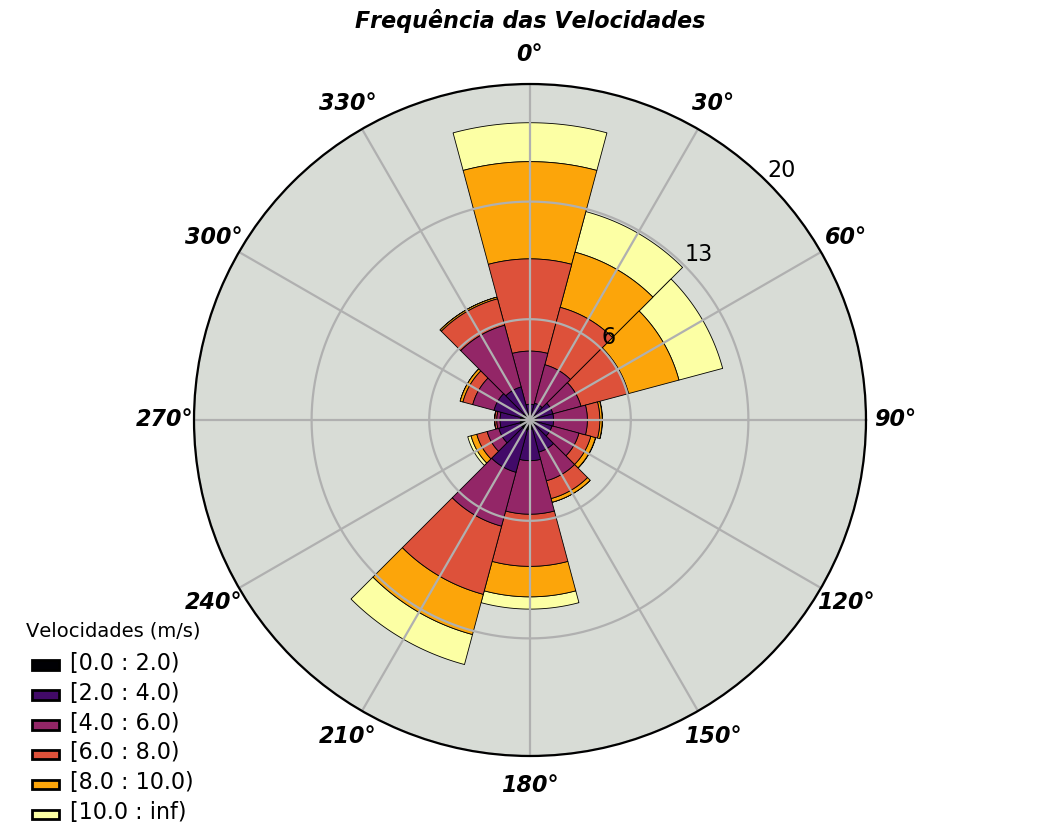 Frequência das Velocidades
0°
330°
30°
20
300°
60°
13
6
270°
90°
240°
120°
210°
150°
180°
Velocidades (m/s)
[0.0 : 2.0)
[2.0 : 4.0)
[4.0 : 6.0)
[6.0 : 8.0)
[8.0 : 10.0)
[10.0 : inf)